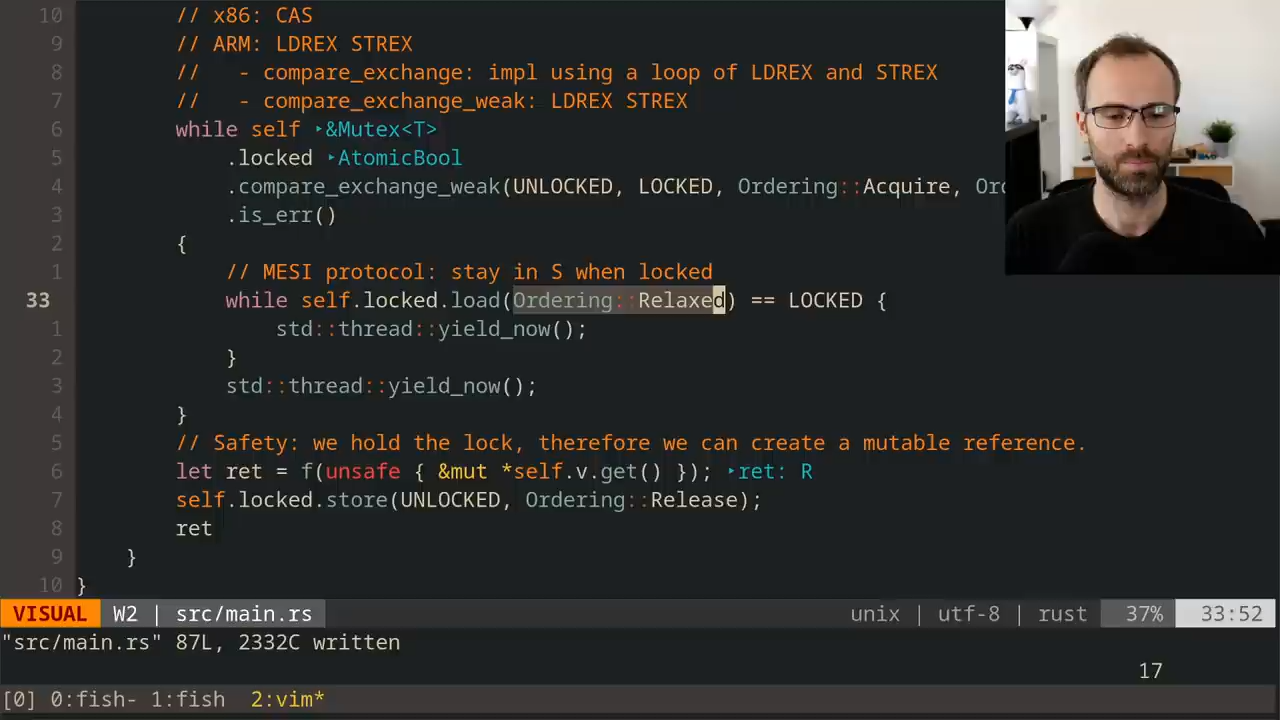 10 // x86: CAS
9 // ARM: LDREX STREX
8 //   - compare_exchange: impl using a loop of LDREX and STREX
7 //   - compare_exchange_weak: LDREX STREX
6 while self ‣&Mutex<T>
5 .locked ‣AtomicBool
4 .compare_exchange_weak(UNLOCKED, LOCKED, Ordering::Acquire, Ord
3 .is_err()
2 {
1 // MESI protocol: stay in S when locked
33 while self.locked.load(Ordering::Relaxed) == LOCKED {
1 std::thread::yield_now();
2 }
3 std::thread::yield_now();
4 }
5 // Safety: we hold the lock, therefore we can create a mutable reference.
6 let ret = f(unsafe { &mut *self.v.get() }); ‣ret: R
7 self.locked.store(UNLOCKED, Ordering::Release);
8 ret
9 }
10 }
VISUAL W2 | src/main.rs unix | utf-8 | rust 37% 33:52
"src/main.rs" 87L, 2332C written
17
[0] 0:fish- 1:fish 2:vim*